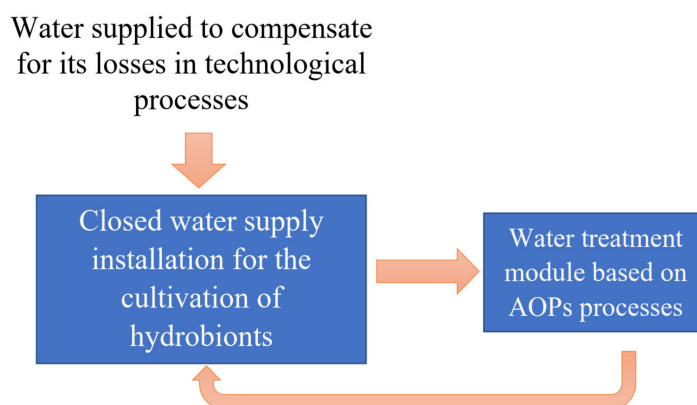 Water supplied to compensate
for its losses in technological
processes
Closed water supply
installation for the
cultivation of
hydrobionts
Water treatment
module based on
AOPs processes